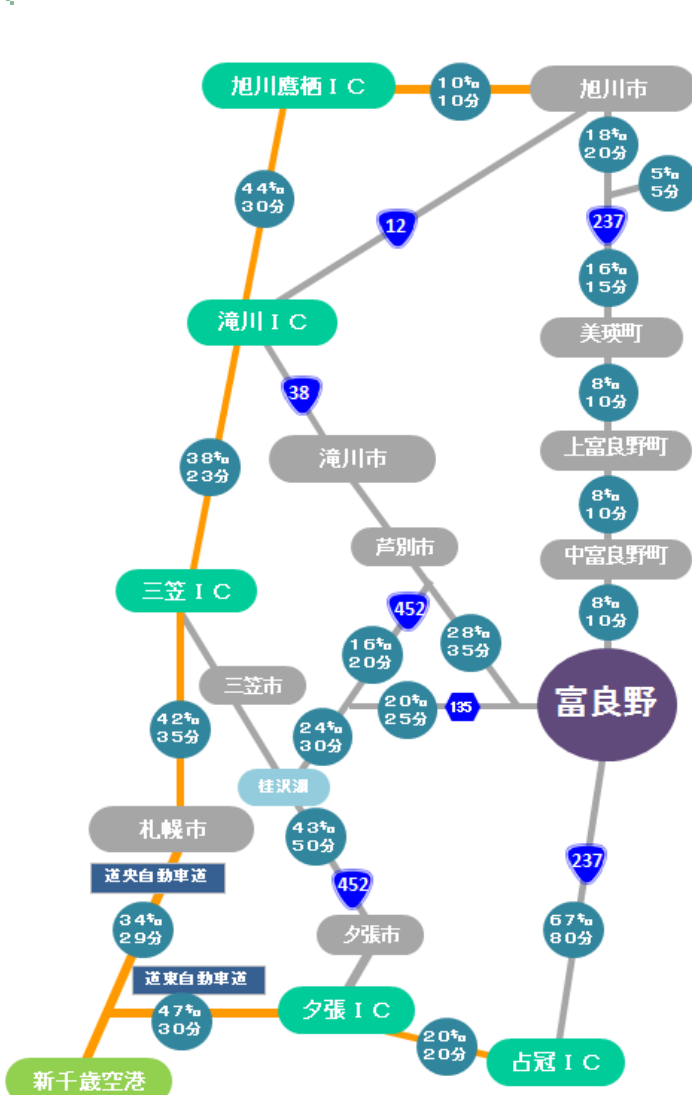 旭川鷹栖ＩＣ
１０㌔
１０分
旭川市
１８㌔
２０分
５㌔
５分
４４㌔
３０分
12
237
１６㌔
１５分
滝川ＩＣ
美瑛町
38
８㌔
１０分
滝川市
上富良野町
３８㌔
２３分
８㌔
１０分
芦別市
中富良野町
三笠ＩＣ
452
８㌔
１０分
１６㌔
２０分
２８㌔
３５分
三笠市
２０㌔
２５分
135
富良野
４２㌔
３５分
２４㌔
３０分
桂沢湖
札幌市
４３㌔
５０分
237
道央自動車道
452
３４㌔
２９分
夕張市
６７㌔
８０分
道東自動車道
４７㌔
３０分
夕張ＩＣ
２０㌔
２０分
占冠ＩＣ
新千歳空港